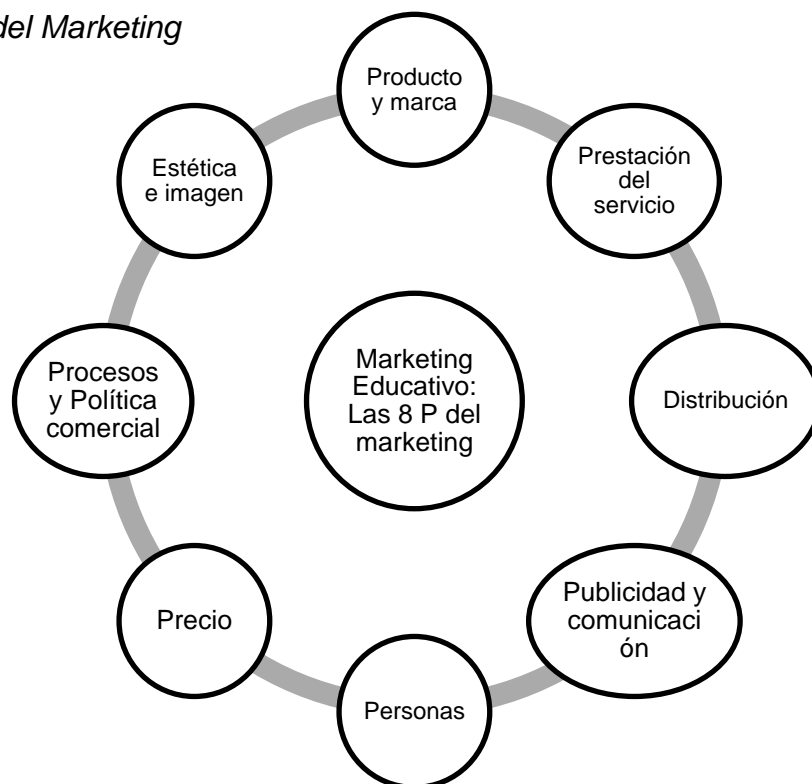 del Marketing
Producto
y marca
Prestación
del
servicio
Distribución
Publicidad y
comunicaci
ón
Personas
Precio
Procesos
y Política
comercial
Estética
e imagen
Marketing
Educativo:
Las 8 P del
marketing